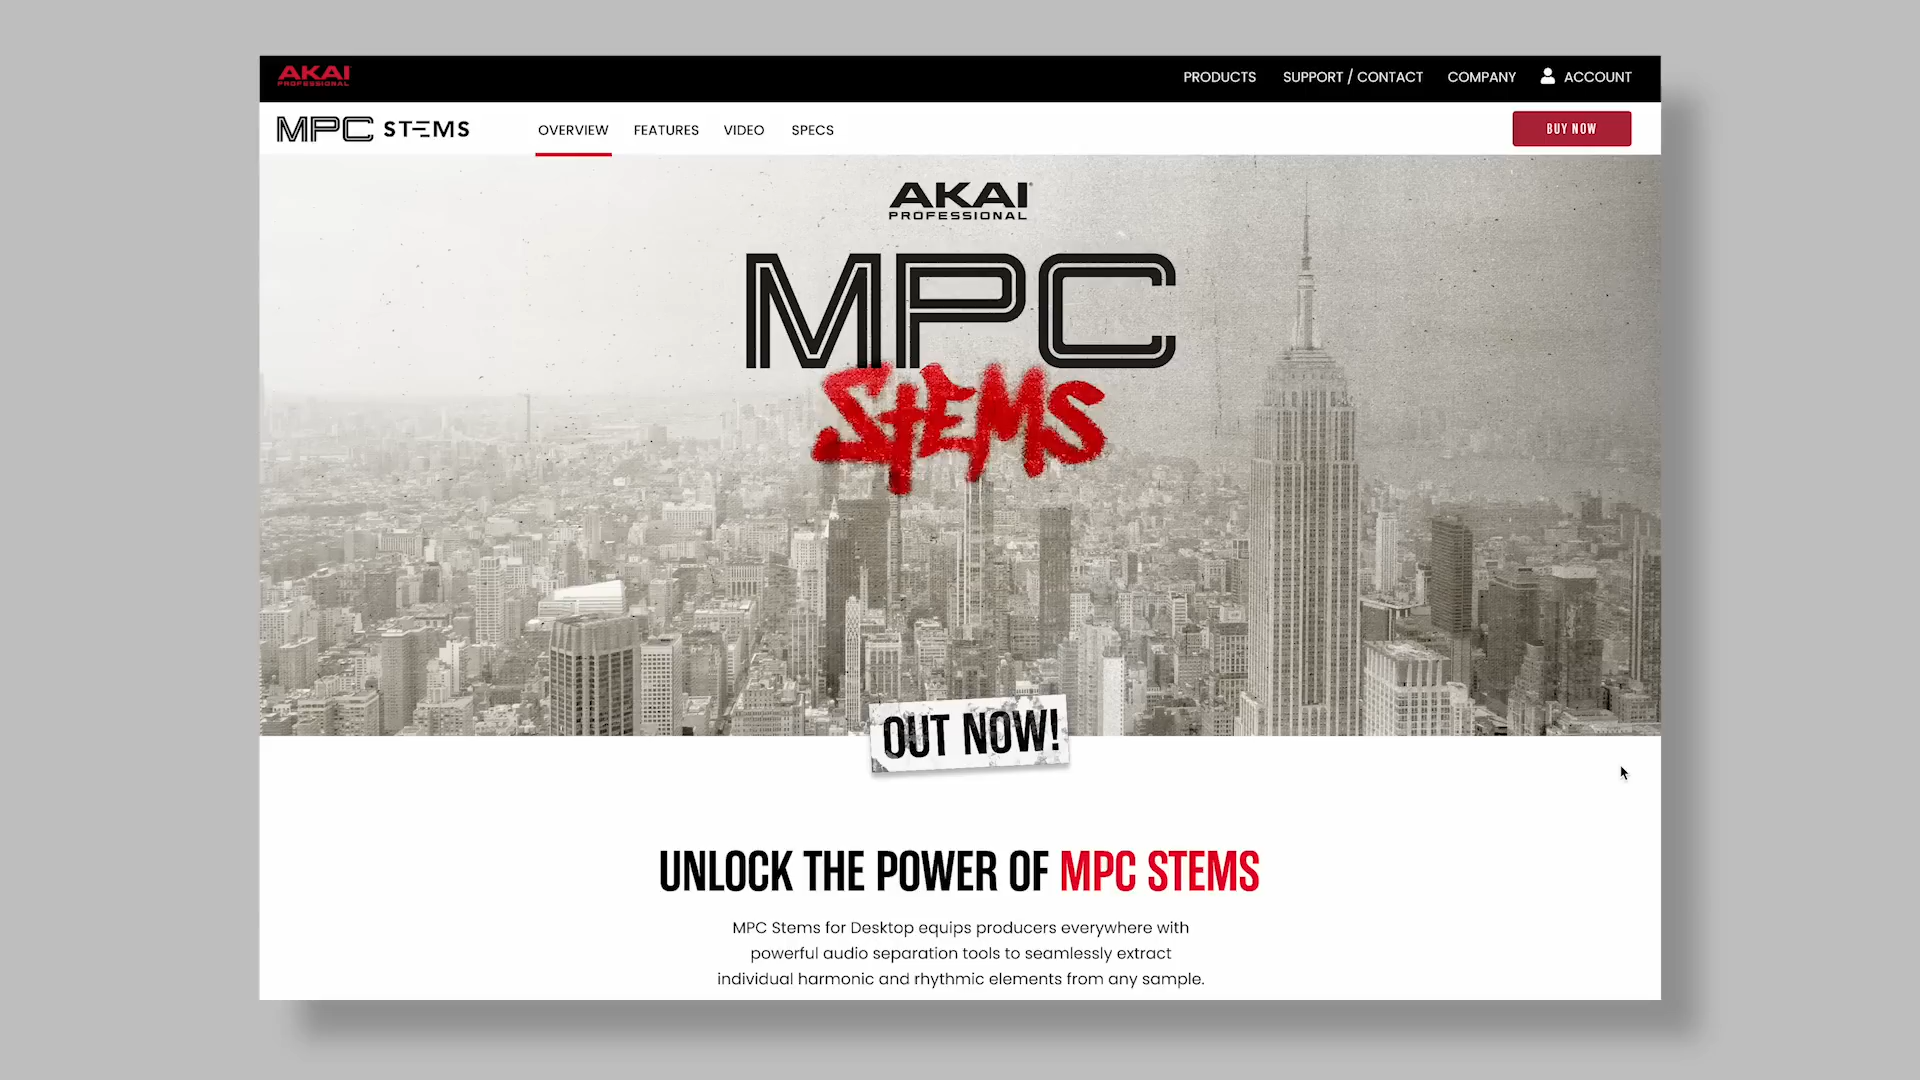 AKAI
PROFESSIONAL
PRODUCTS
SUPPORT / CONTACT
COMPANY
ACCOUNT
MPC STEMS
OVERVIEW
FEATURES
VIDEO
SPECS
BUY NOW
AKAI
PROFESSIONAL
MPC
STEMS
OUT NOW!
UNLOCK THE POWER OF MPC STEMS
MPC Stems for Desktop equips producers everywhere with
powerful audio separation tools to seamlessly extract
individual harmonic and rhythmic elements from any sample.